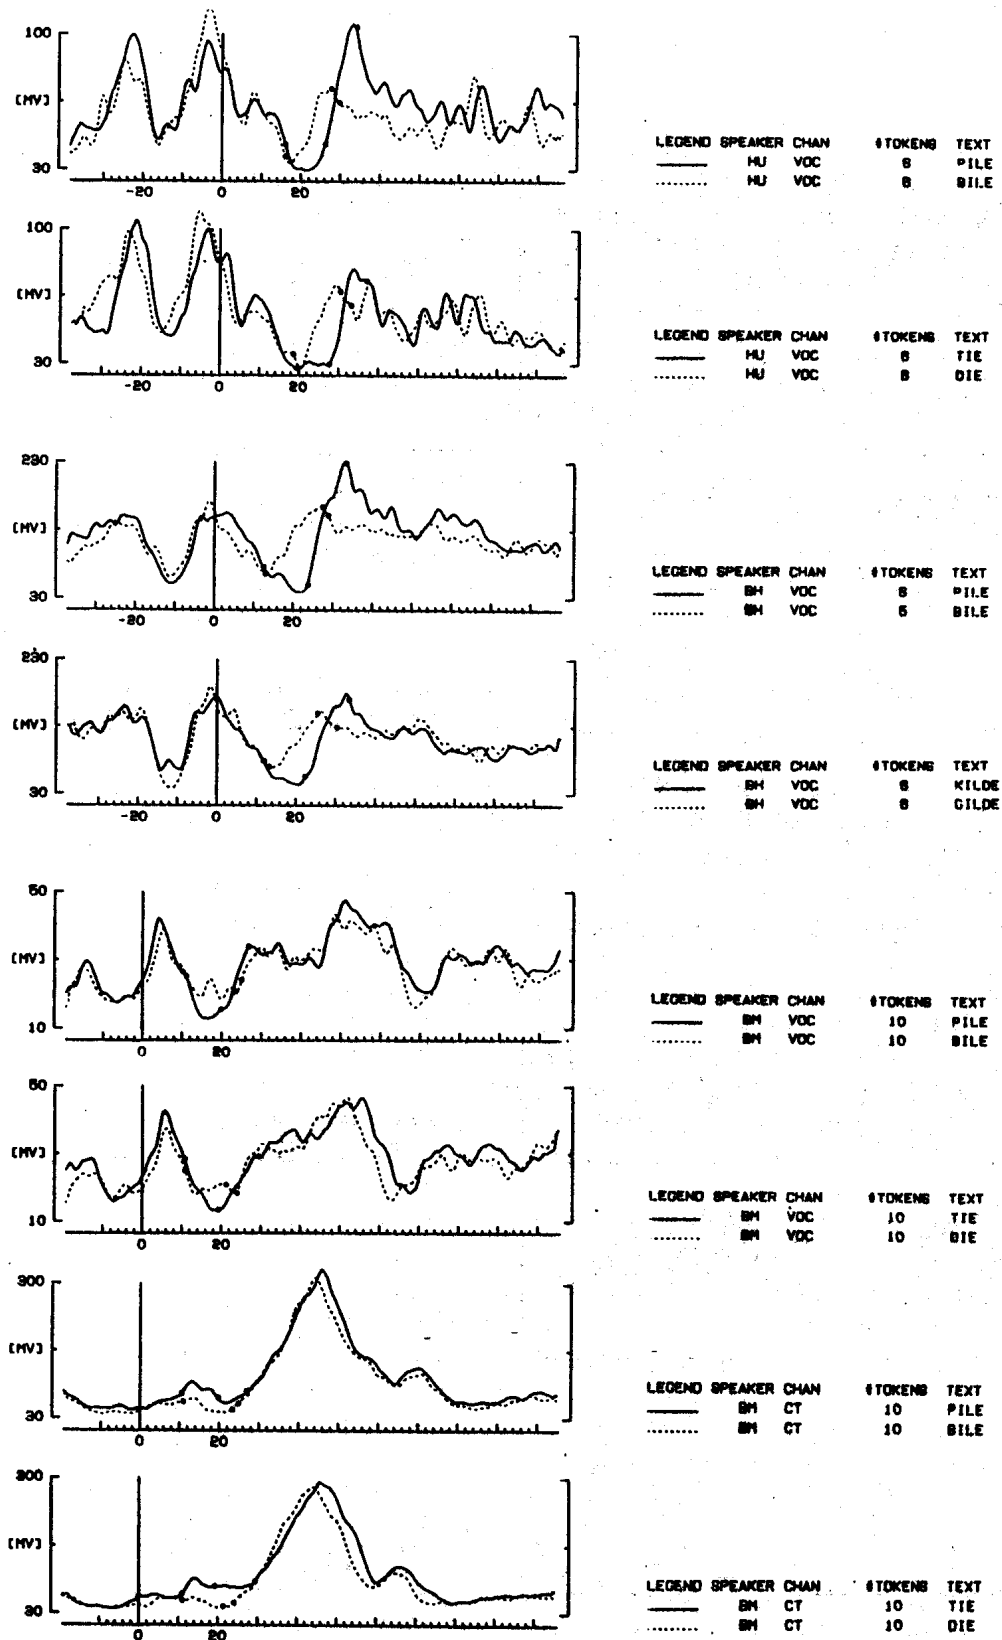 100
[MV]
30
-20 0 20
LEGEND SPEAKER CHAN #TOKENS TEXT
HU VOC 6 PILE
HU VOC 6 BILE
100
[MV]
30
-20 0 20
LEGEND SPEAKER CHAN #TOKENS TEXT
HU VOC 6 TIE
HU VOC 6 DIE
230
[MV]
30
-20 0 20
LEGEND SPEAKER CHAN #TOKENS TEXT
BH VOC 6 PILE
BH VOC 5 BILE
230
[MV]
30
-20 0 20
LEGEND SPEAKER CHAN #TOKENS TEXT
BH VOC 6 KILDE
BH VOC 6 GILDE
50
[MV]
10
0 20
LEGEND SPEAKER CHAN #TOKENS TEXT
BM VOC 10 PILE
BM VOC 10 BILE
50
[MV]
10
0 20
LEGEND SPEAKER CHAN #TOKENS TEXT
BM VOC 10 TIE
BM VOC 10 DIE
300
[MV]
30
0 20
LEGEND SPEAKER CHAN #TOKENS TEXT
BM CT 10 PILE
BM CT 10 BILE
300
[MV]
30
0 20
LEGEND SPEAKER CHAN #TOKENS TEXT
BM CT 10 TIE
BM CT 10 DIE